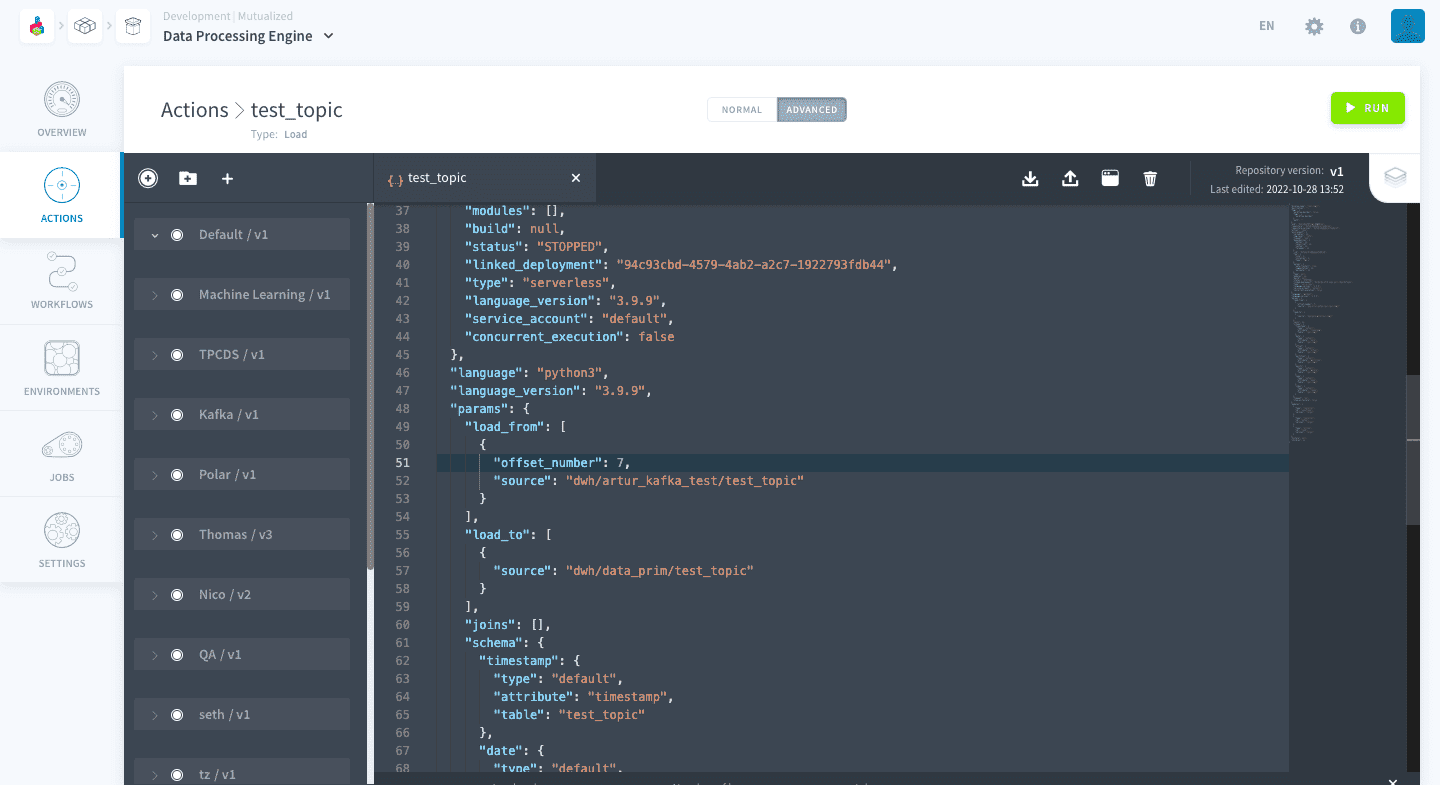 Development | Mutualized
Data Processing Engine
EN
OVERVIEW
ACTIONS
WORKFLOWS
ENVIRONMENTS
JOBS
SETTINGS
Actions > test_topic
Type: Load
NORMAL ADVANCED
RUN
{..} test_topic
Repository version: v1
Last edited: 2022-10-28 13:52
Default / v1
Machine Learning / v1
TPCDS / v1
Kafka / v1
Polar / v1
Thomas / v3
Nico / v2
QA / v1
seth / v1
tz / v1
37 "modules": [],
38 "build": null,
39 "status": "STOPPED",
40 "linked_deployment": "94c93cbd-4579-4ab2-a2c7-1922793fdb44",
41 "type": "serverless",
42 "language_version": "3.9.9",
43 "service_account": "default",
44 "concurrent_execution": false
45 },
46 "language": "python3",
47 "language_version": "3.9.9",
48 "params": {
49 "load_from": [
50 {
51 "offset_number": 7,
52 "source": "dwh/artur_kafka_test/test_topic"
53 }
54 ],
55 "load_to": [
56 {
57 "source": "dwh/data_prim/test_topic"
58 }
59 ],
60 "joins": [],
61 "schema": {
62 "timestamp": {
63 "type": "default",
64 "attribute": "timestamp",
65 "table": "test_topic"
66 },
67 "date": {
68 "type": "default",